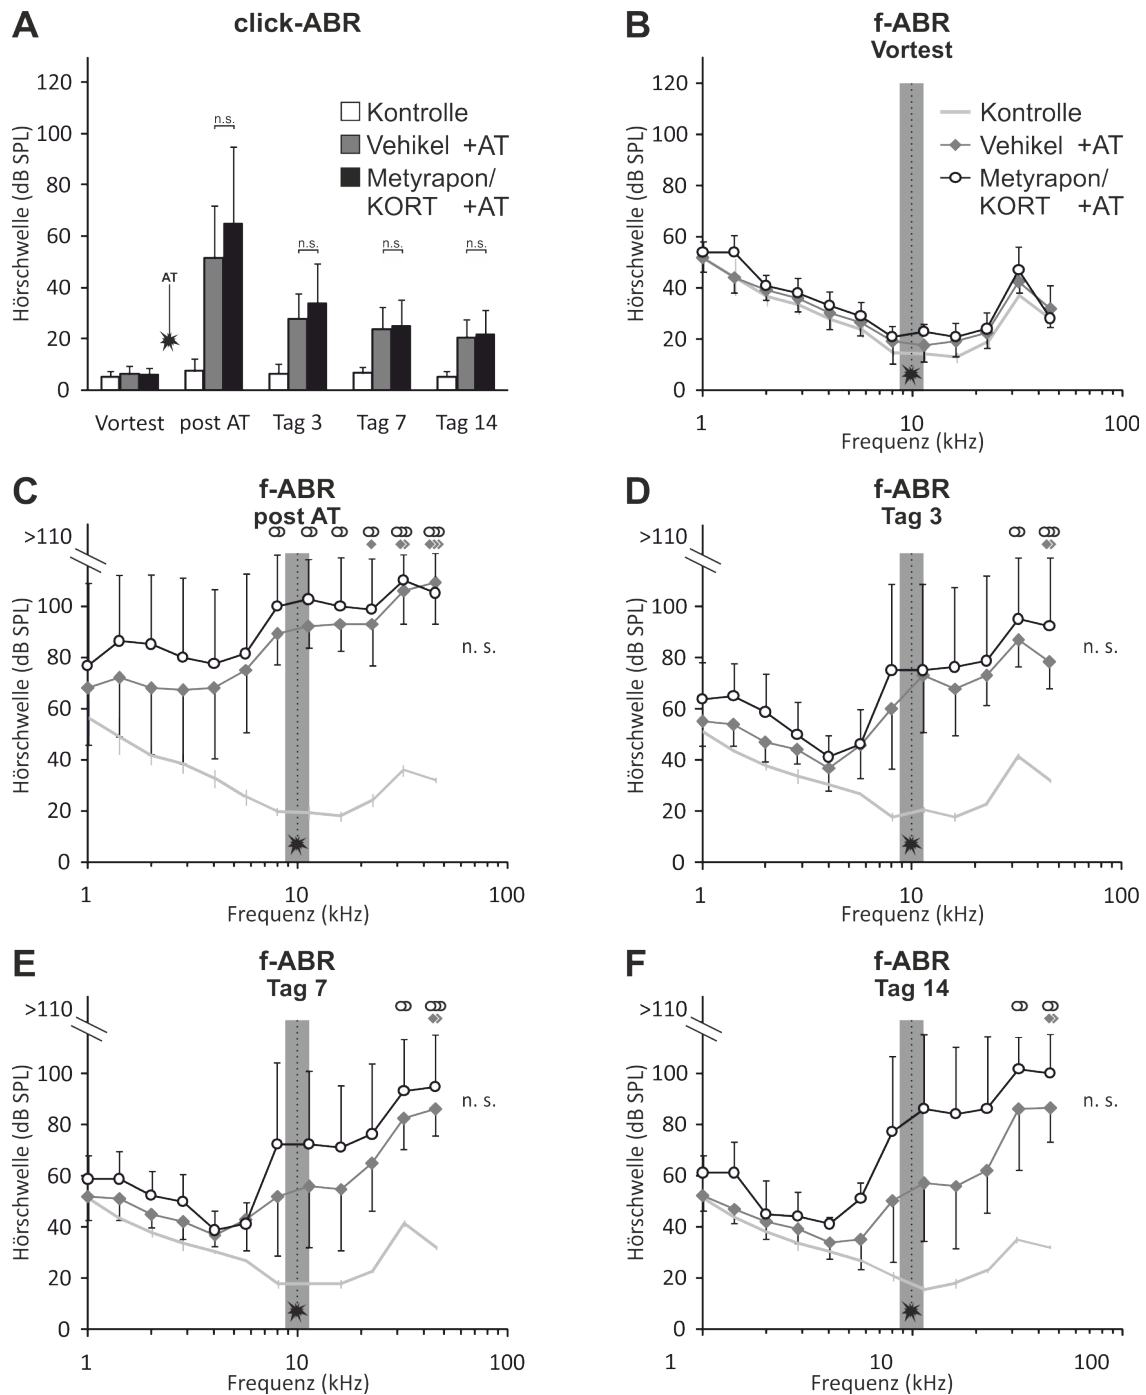 A
click-ABR
Hörschwelle (dB SPL)
120
100
80
60
40
20
0
n.s.
n.s.
n.s.
n.s.
AT
Kontrolle
Vehikel +AT
Metyrapon/
KORT +AT
Vortest
post AT
Tag 3
Tag 7
Tag 14
B
f-ABR
Vortest
Hörschwelle (dB SPL)
120
100
80
60
40
20
0
Kontrolle
Vehikel +AT
Metyrapon/
KORT +AT
1
10
100
Frequenz (kHz)
C
f-ABR
post AT
Hörschwelle (dB SPL)
>110
100
80
60
40
20
0
n. s.
1
10
100
Frequenz (kHz)
D
f-ABR
Tag 3
Hörschwelle (dB SPL)
>110
100
80
60
40
20
0
n. s.
1
10
100
Frequenz (kHz)
E
f-ABR
Tag 7
Hörschwelle (dB SPL)
>110
100
80
60
40
20
0
n. s.
1
10
100
Frequenz (kHz)
F
f-ABR
Tag 14
Hörschwelle (dB SPL)
>110
100
80
60
40
20
0
n. s.
1
10
100
Frequenz (kHz)